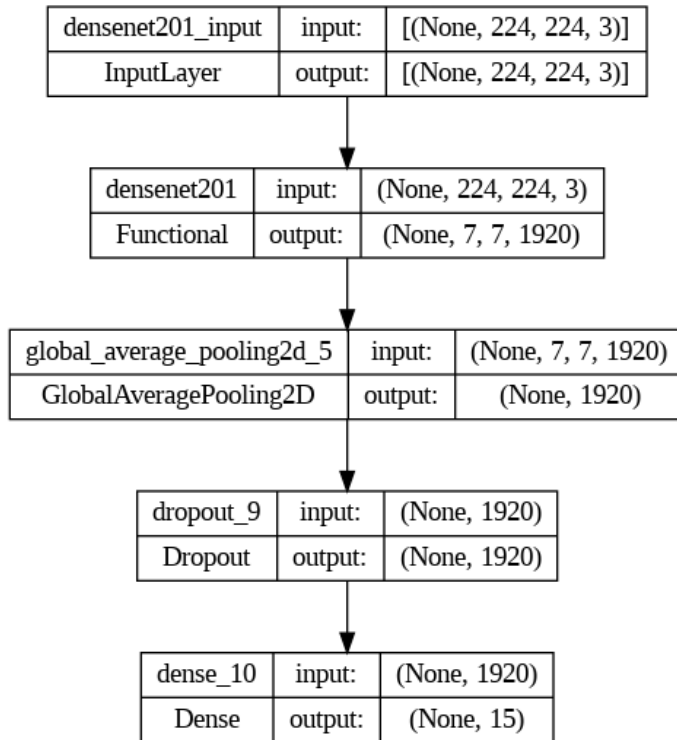 densenet201_input input: [(None, 224, 224, 3)]
InputLayer output: [(None, 224, 224, 3)]
densenet201 input: (None, 224, 224, 3)
Functional output: (None, 7, 7, 1920)
global_average_pooling2d_5 input: (None, 7, 7, 1920)
GlobalAveragePooling2D output: (None, 1920)
dropout_9 input: (None, 1920)
Dropout output: (None, 1920)
dense_10 input: (None, 1920)
Dense output: (None, 15)